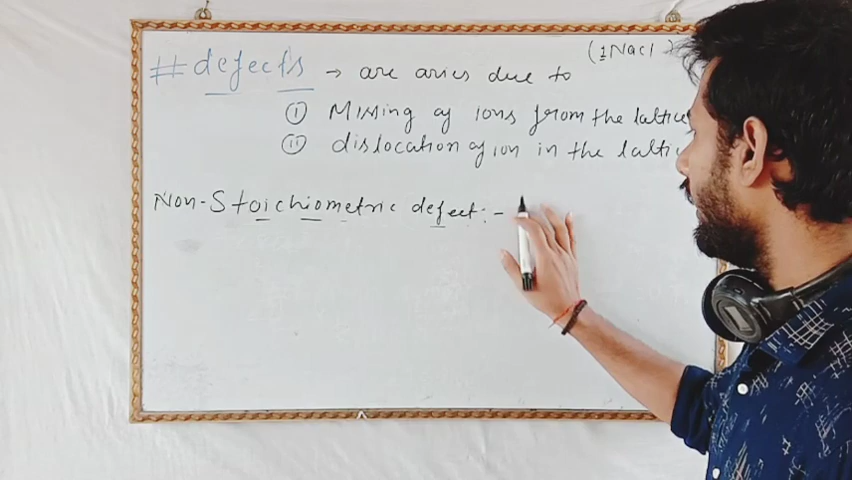 (1NaCl)
# defects → are aries due to
(i) Missing of ions from the lattice
(ii) dislocation of ion in the lattic
Non-Stoichiometric defect:-